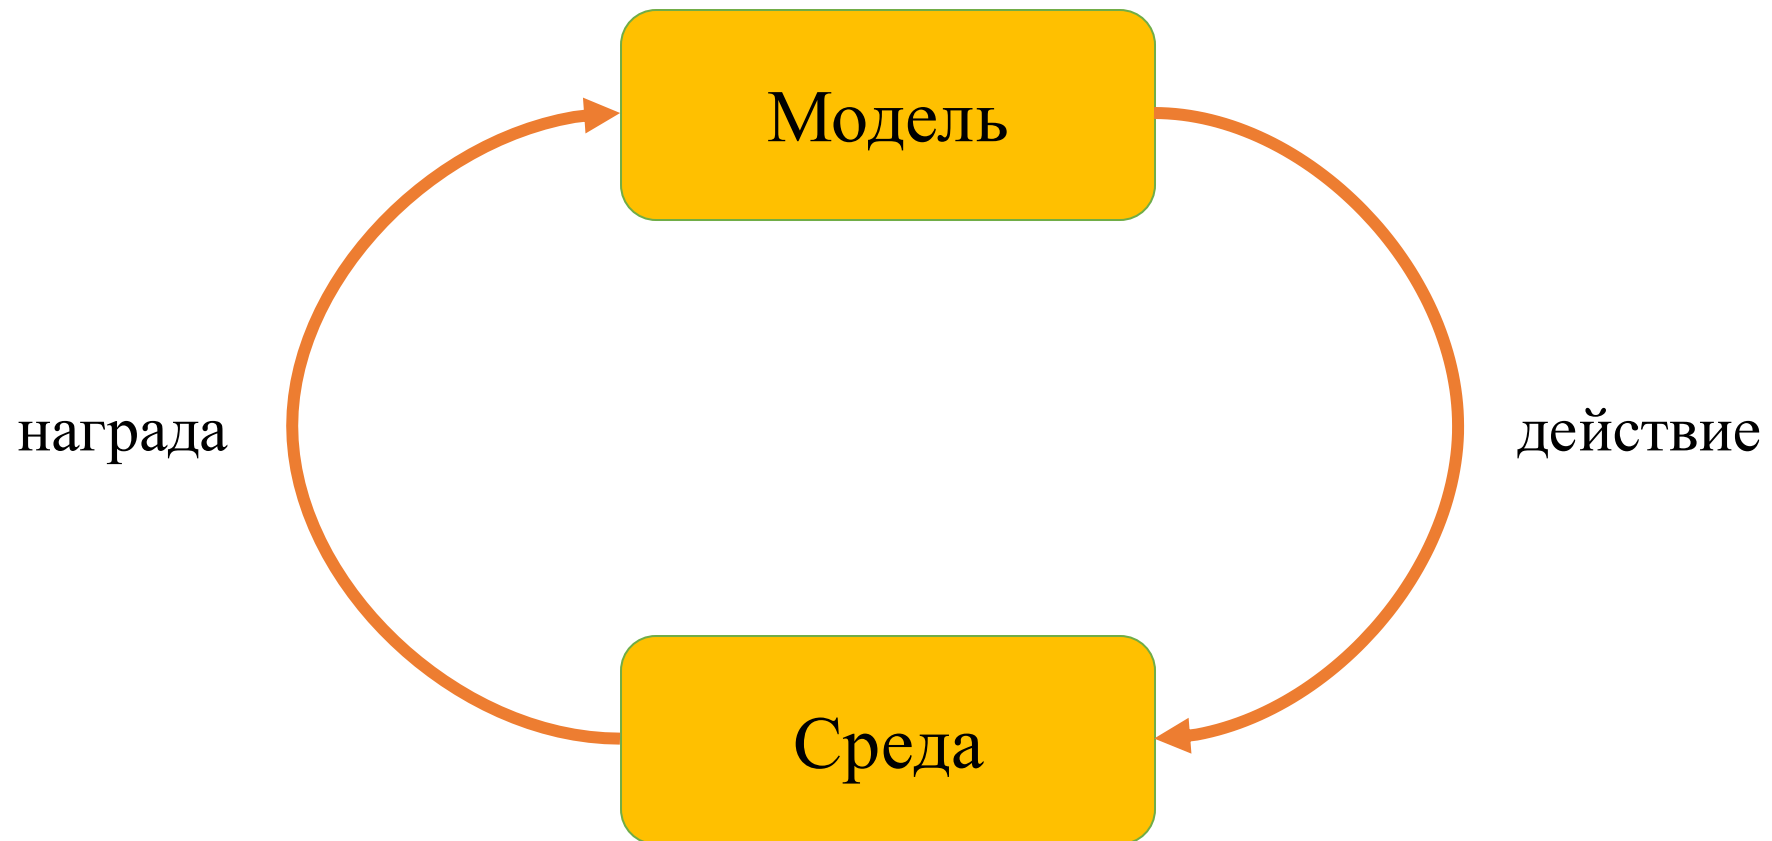 Модель
награда
действие
Среда